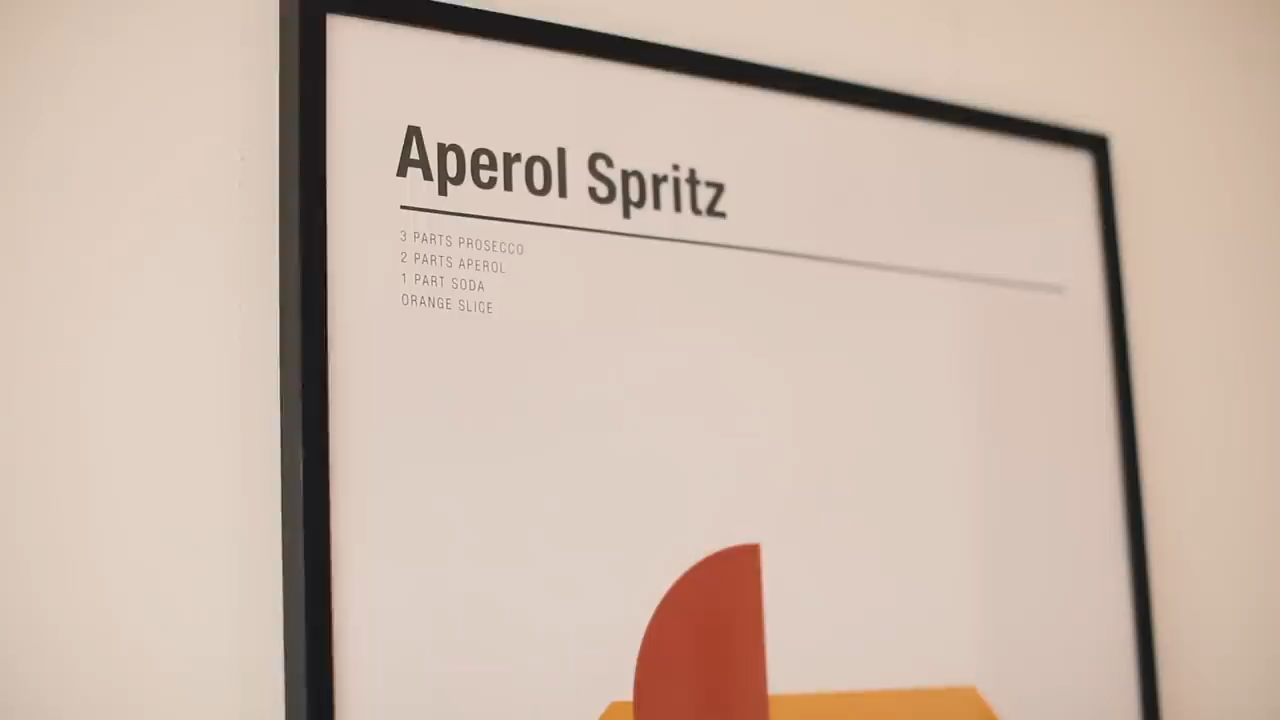 Aperol Spritz
3 PARTS PROSECCO
2 PARTS APEROL
1 PART SODA
ORANGE SLICE